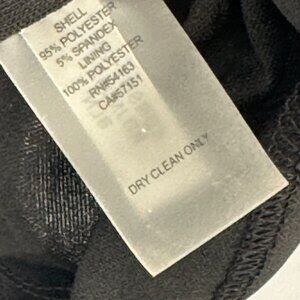 SHELL
95% POLYESTER
5% SPANDEX
LINING
100% POLYESTER
RN#54163
CA#57151
DRY CLEAN ONLY